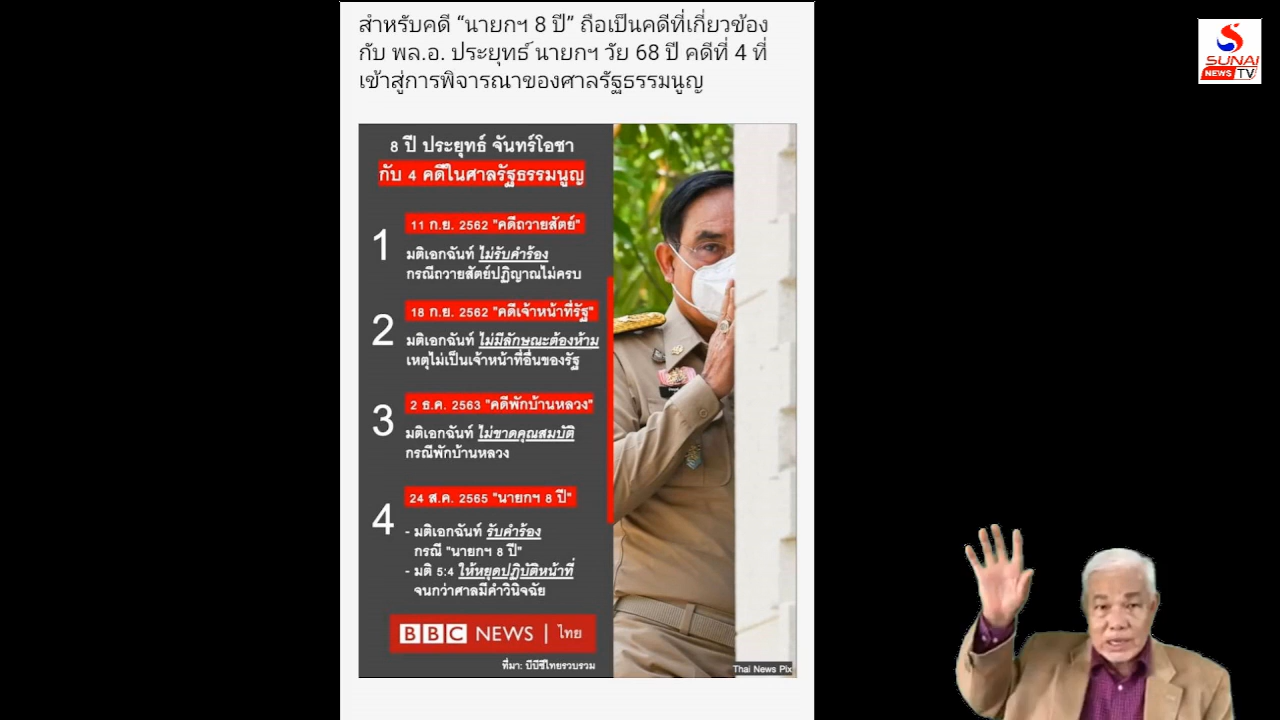 สำหรับคดี “นายกฯ 8 ปี” ถือเป็นคดีที่เกี่ยวข้อง
กับ พล.อ. ประยุทธ์ นายกฯ วัย 68 ปี คดีที่ 4 ที่
เข้าสู่การพิจารณาของศาลรัฐธรรมนูญ
SUNAI
NEWS TV
8 ปี ประยุทธ์ จันทร์โอชา
กับ 4 คดีในศาลรัฐธรรมนูญ
1
11 ก.ย. 2562 "คดีถวายสัตย์"
มติเอกฉันท์ ไม่รับคำร้อง
กรณีถวายสัตย์ปฏิญาณไม่ครบ
2
18 ก.ย. 2562 "คดีเจ้าหน้าที่รัฐ"
มติเอกฉันท์ ไม่มีลักษณะต้องห้าม
เหตุไม่เป็นเจ้าหน้าที่อื่นของรัฐ
3
2 ธ.ค. 2563 "คดีพักบ้านหลวง"
มติเอกฉันท์ ไม่ขาดคุณสมบัติ
กรณีพักบ้านหลวง
4
24 ส.ค. 2565 "นายกฯ 8 ปี"
- มติเอกฉันท์ รับคำร้อง
กรณี "นายกฯ 8 ปี"
- มติ 5:4 ให้หยุดปฏิบัติหน้าที่
จนกว่าศาลมีคำวินิจฉัย
BBC NEWS | ไทย
ที่มา: บีบีซีไทยรวบรวม
Thai News Pix